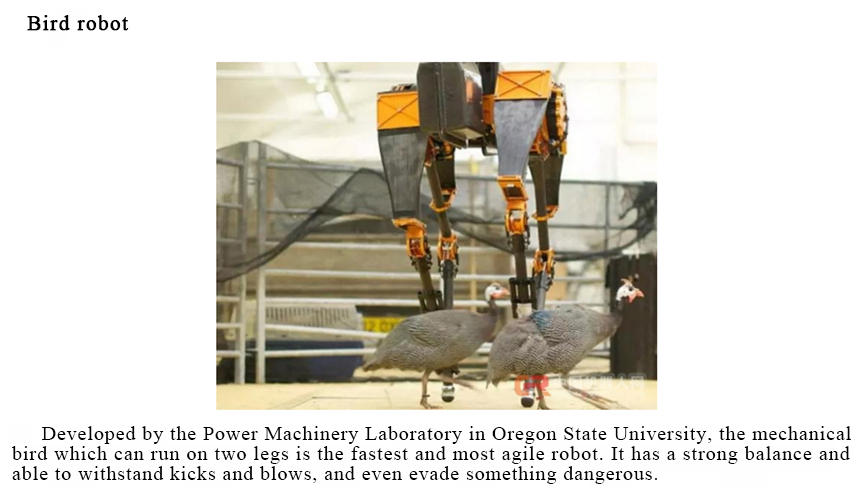 Bird robot
Developed by the Power Machinery Laboratory in Oregon State University, the mechanical
bird which can run on two legs is the fastest and most agile robot. It has a strong balance and
able to withstand kicks and blows, and even evade something dangerous.